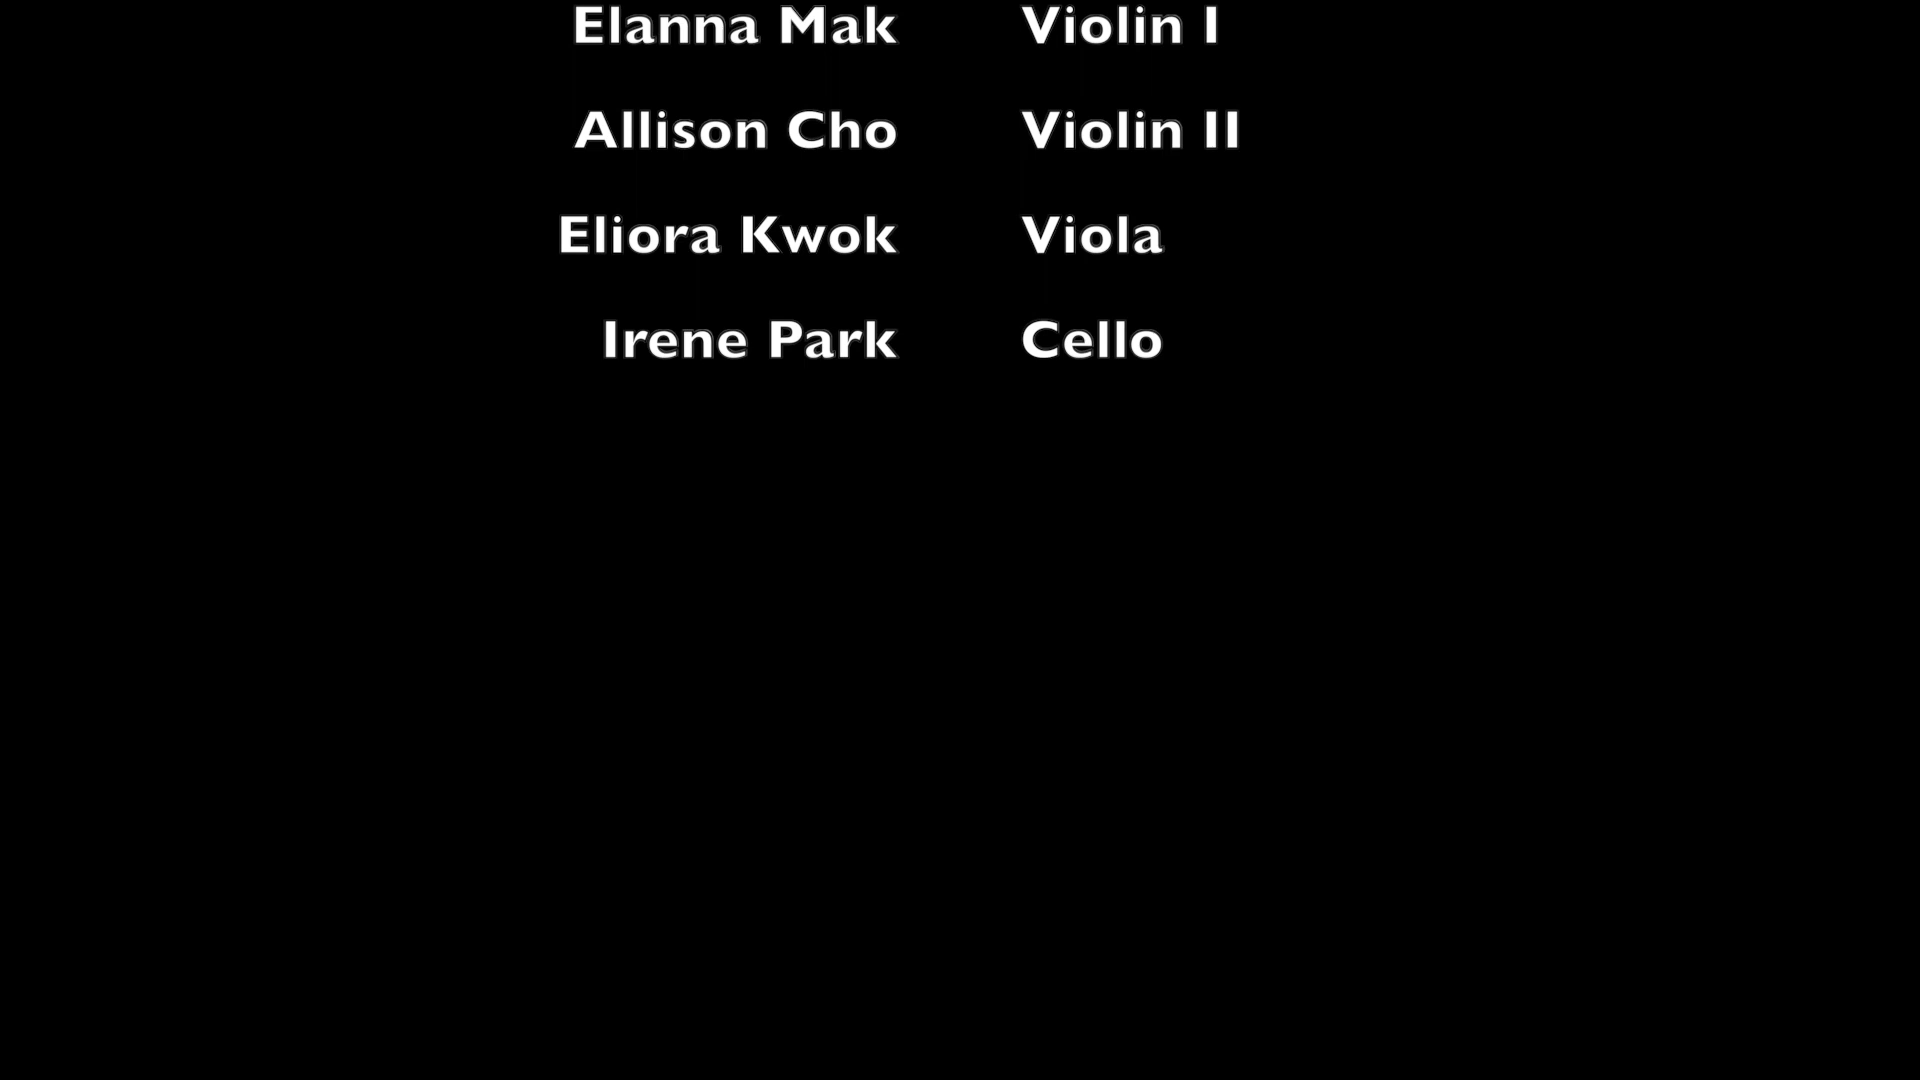 Elanna Mak Violin I
Allison Cho Violin II
Eliora Kwok Viola
Irene Park Cello